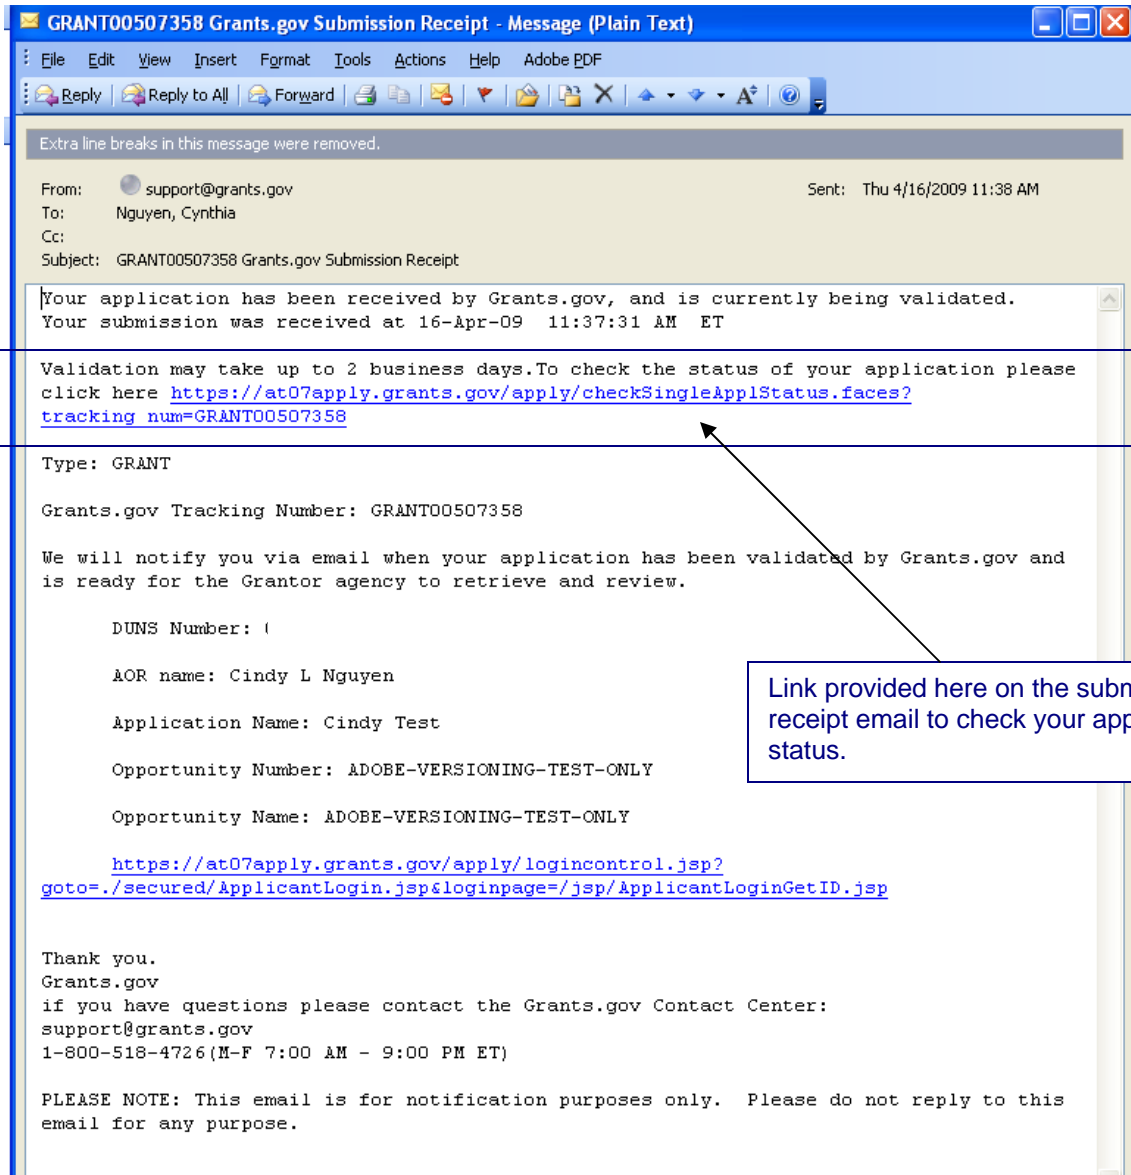 GRANT00507358 Grants.gov Submission Receipt - Message (Plain Text)
File Edit View Insert Format Tools Actions Help Adobe PDF
Reply Reply to All Forward
Extra line breaks in this message were removed.
From: support@grants.gov Sent: Thu 4/16/2009 11:38 AM
To: Nguyen, Cynthia
Cc:
Subject: GRANT00507358 Grants.gov Submission Receipt
Your application has been received by Grants.gov, and is currently being validated.
Your submission was received at 16-Apr-09 11:37:31 AM ET
Validation may take up to 2 business days.To check the status of your application please
click here https://at07apply.grants.gov/apply/checkSingleApplStatus.faces?
tracking_num=GRANT00507358
Type: GRANT
Grants.gov Tracking Number: GRANT00507358
We will notify you via email when your application has been validated by Grants.gov and
is ready for the Grantor agency to retrieve and review.
DUNS Number:
AOR name: Cindy L Nguyen
Application Name: Cindy Test
Opportunity Number: ADOBE-VERSIONING-TEST-ONLY
Opportunity Name: ADOBE-VERSIONING-TEST-ONLY
https://at07apply.grants.gov/apply/logincontrol.jsp?
goto=./secured/ApplicantLogin.jsp&loginpage=/jsp/ApplicantLoginGetID.jsp
Link provided here on the subm
receipt email to check your app
status.
Thank you.
Grants.gov
if you have questions please contact the Grants.gov Contact Center:
support@grants.gov
1-800-518-4726(M-F 7:00 AM - 9:00 PM ET)
PLEASE NOTE: This email is for notification purposes only. Please do not reply to this
email for any purpose.